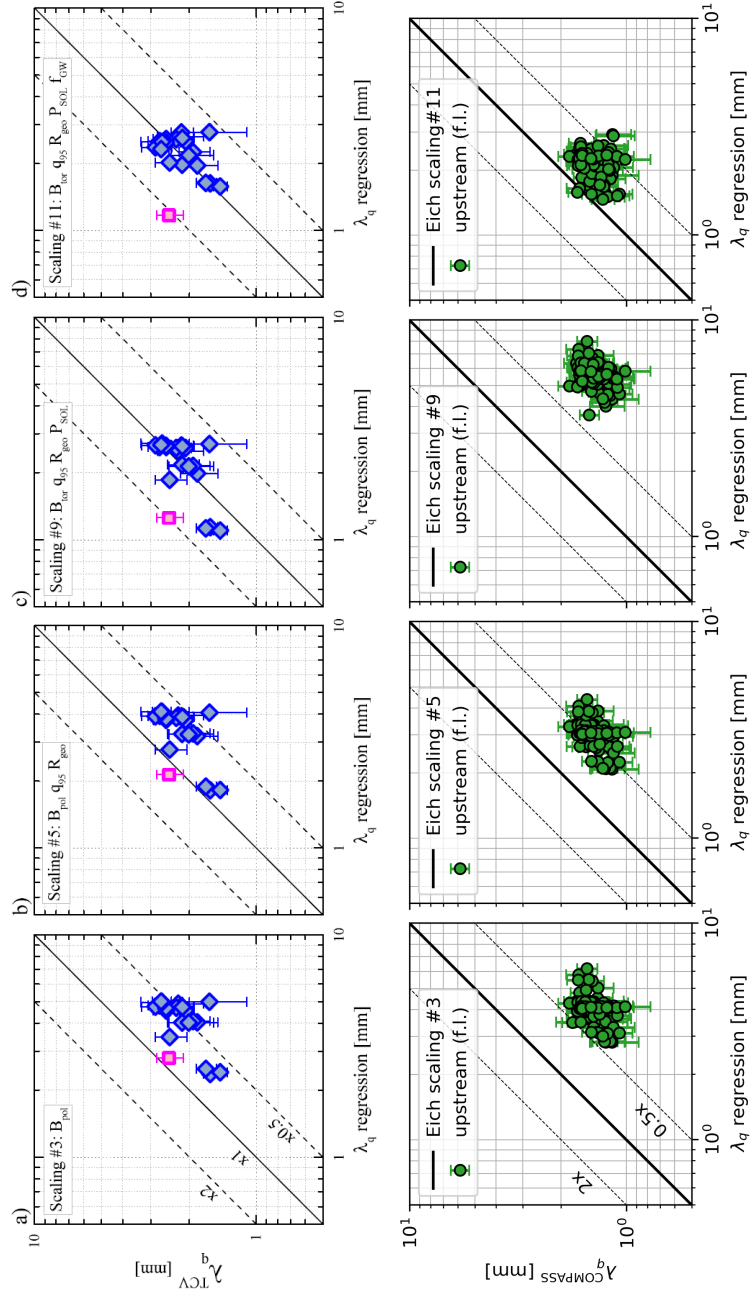 a)
Scaling #3: B_pol
x2
x1
x0.5
10
1
λ_q^TCV [mm]
1
10
λ_q regression [mm]
b)
Scaling #5: B_pol q_95 R_geo
1
10
λ_q regression [mm]
c)
Scaling #9: B_tor q_95 R_geo P_SOL
1
10
λ_q regression [mm]
d)
Scaling #11: B_tor q_95 R_geo P_SOL f_GW
1
10
λ_q regression [mm]
Eich scaling #3
upstream (f.l.)
2x
0.5x
10^1
10^0
λ_q^COMPASS [mm]
10^0
10^1
λ_q regression [mm]
Eich scaling #5
upstream (f.l.)
10^0
10^1
λ_q regression [mm]
Eich scaling #9
upstream (f.l.)
10^0
10^1
λ_q regression [mm]
Eich scaling#11
upstream (f.l.)
10^0
10^1
λ_q regression [mm]